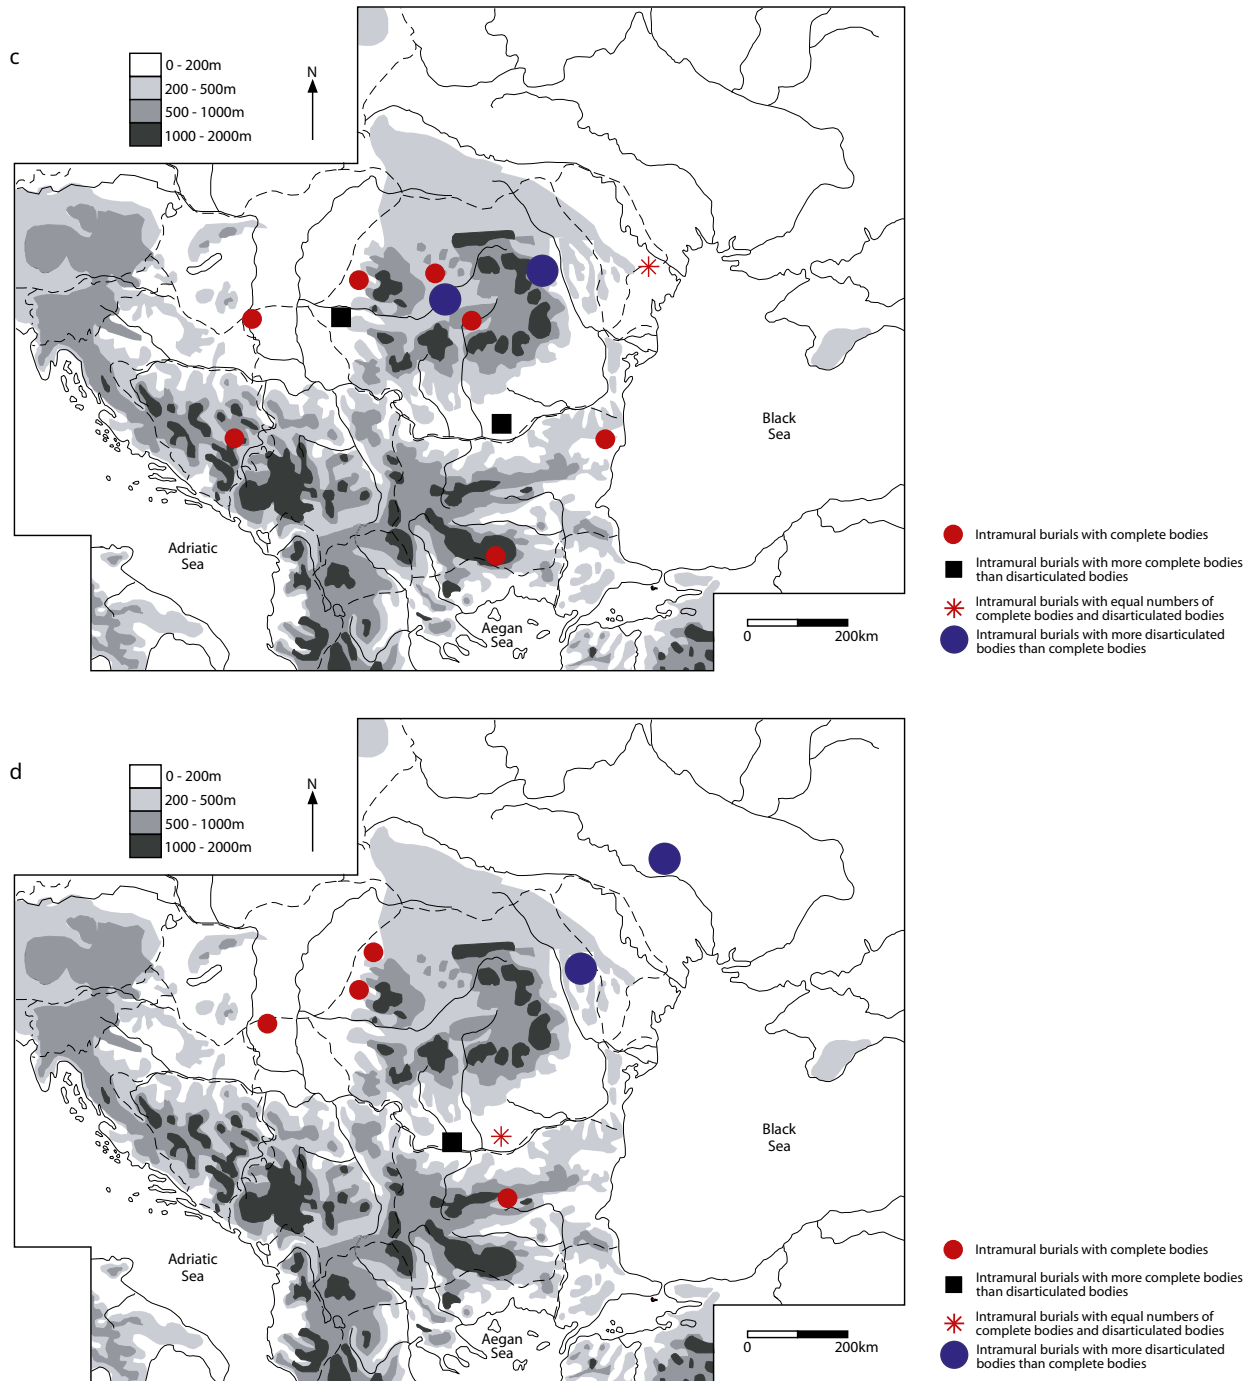 c
0 - 200m
200 - 500m
500 - 1000m
1000 - 2000m
N
Black
Sea
Adriatic
Sea
Aegan
Sea
0
200km
Intramural burials with complete bodies
Intramural burials with more complete bodies
than disarticulated bodies
Intramural burials with equal numbers of
complete bodies and disarticulated bodies
Intramural burials with more disarticulated
bodies than complete bodies
d
0 - 200m
200 - 500m
500 - 1000m
1000 - 2000m
N
Black
Sea
Adriatic
Sea
Aegan
Sea
0
200km
Intramural burials with complete bodies
Intramural burials with more complete bodies
than disarticulated bodies
Intramural burials with equal numbers of
complete bodies and disarticulated bodies
Intramural burials with more disarticulated
bodies than complete bodies